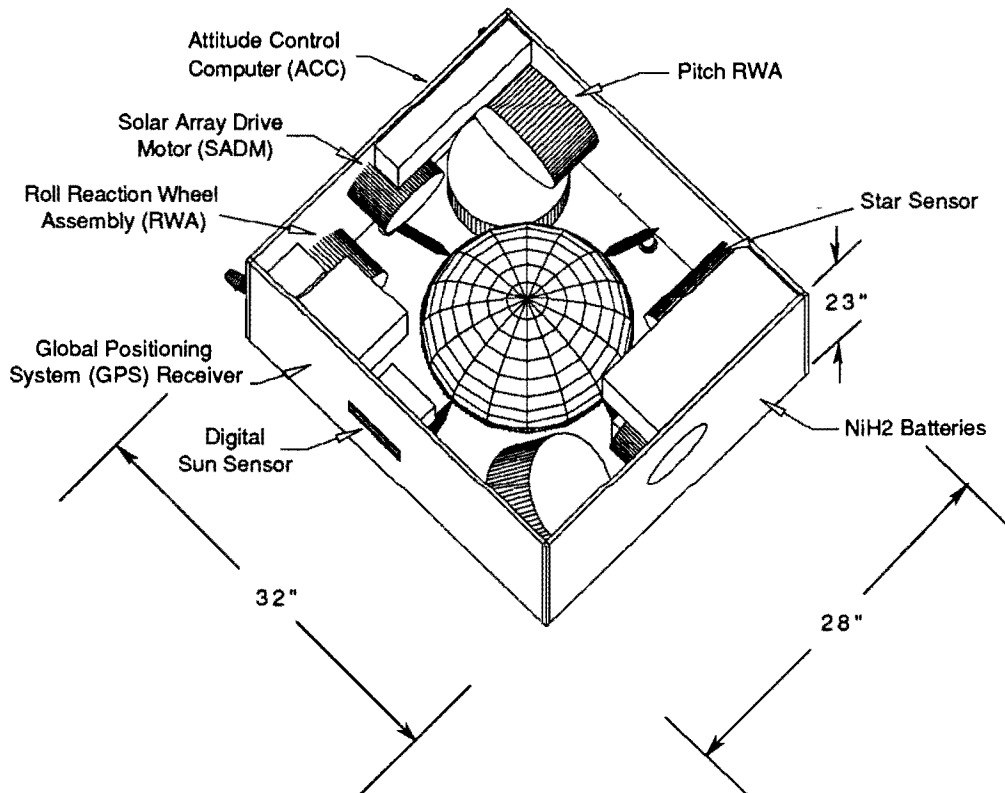 Attitude Control
Computer (ACC)
Pitch RWA
Solar Array Drive
Motor (SADM)
Roll Reaction Wheel
Assembly (RWA)
Star Sensor
23"
Global Positioning
System (GPS) Receiver
NiH2 Batteries
Digital
Sun Sensor
32"
28"